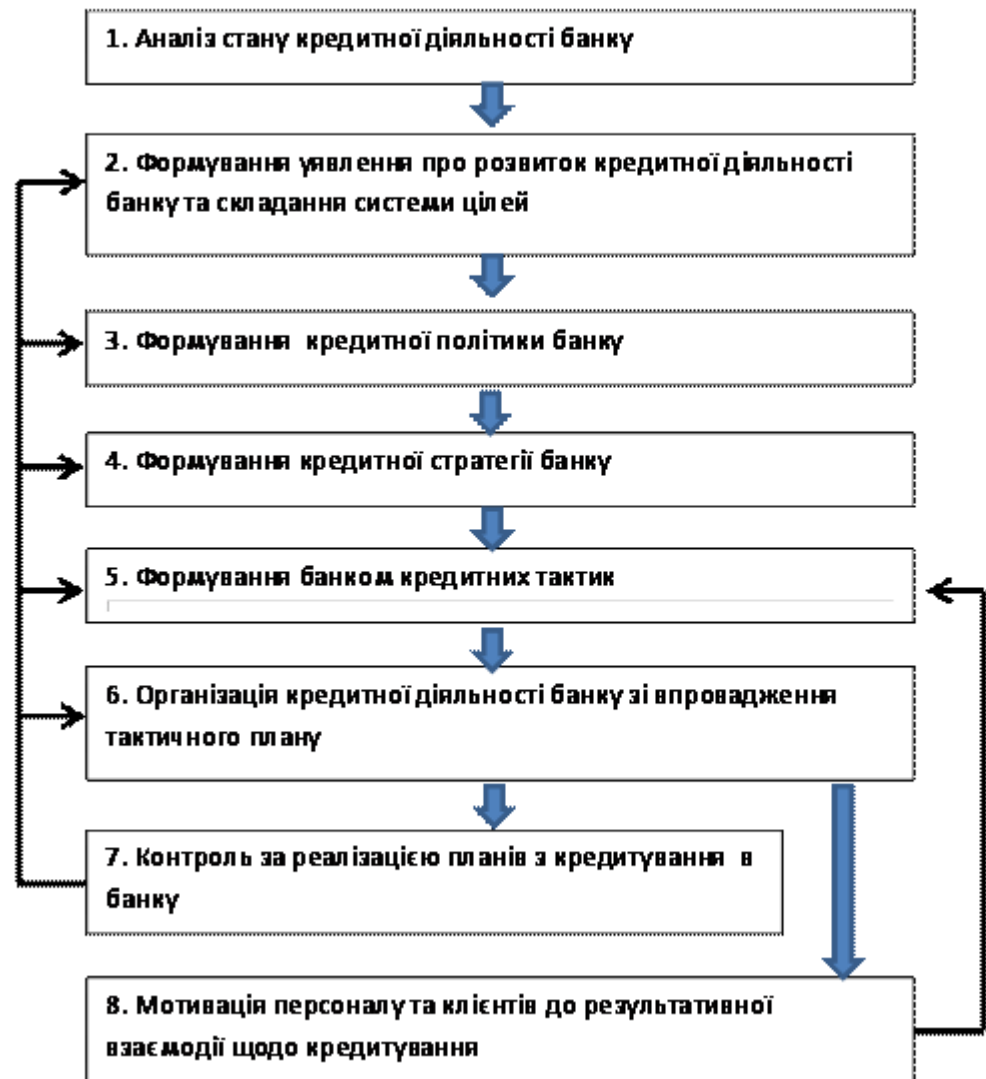 1. Аналіз стану кредитної діяльності банку
2. Формування уявлення про розвиток кредитної діяльності
банку та складання системи цілей
3. Формування кредитної політики банку
4. Формування кредитної стратегії банку
5. Формування банком кредитних тактик
6. Організація кредитної діяльності банку зі впровадження
тактичного плану
7. Контроль за реалізацією планів з кредитування в
банку
8. Мотивація персоналу та клієнтів до результативної
взаємодії щодо кредитування